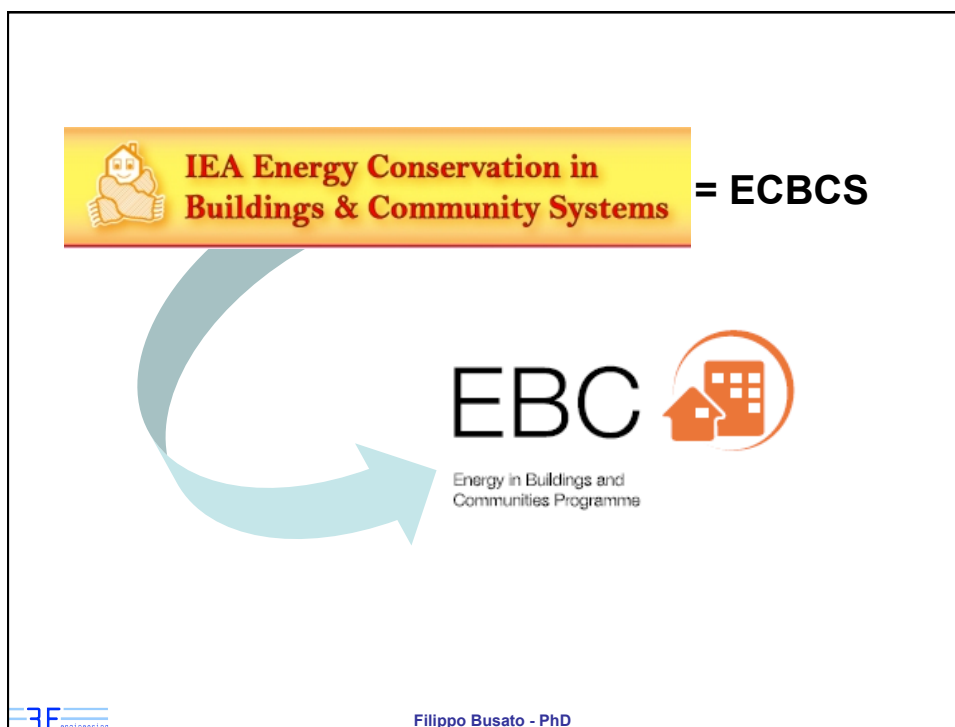 IEA Energy Conservation in
Buildings & Community Systems
= ECBCS
EBC
Energy in Buildings and
Communities Programme
Filippo Busato - PhD